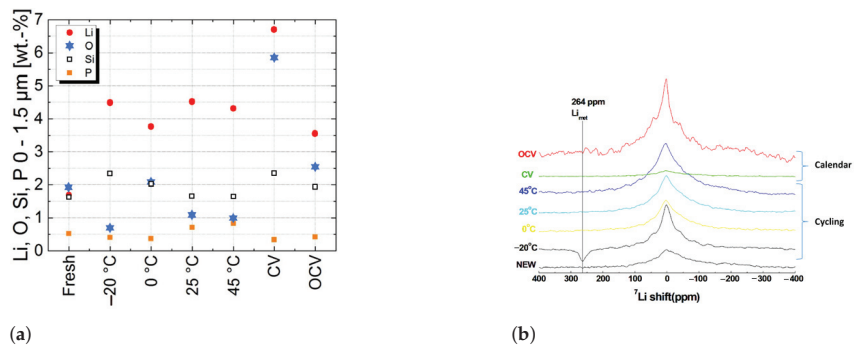 Li, O, Si, P 0 - 1.5 µm [wt.-%]
7
6
5
4
3
2
1
0
Li
O
Si
P
Fresh
−20 °C
0 °C
25 °C
45 °C
CV
OCV
(a)
264 ppm
Li_met
OCV
CV
45°C
25°C
0°C
−20°C
NEW
Calendar
Cycling
400 300 200 100 0 −100 −200 −300 −400
⁷Li shift(ppm)
(b)